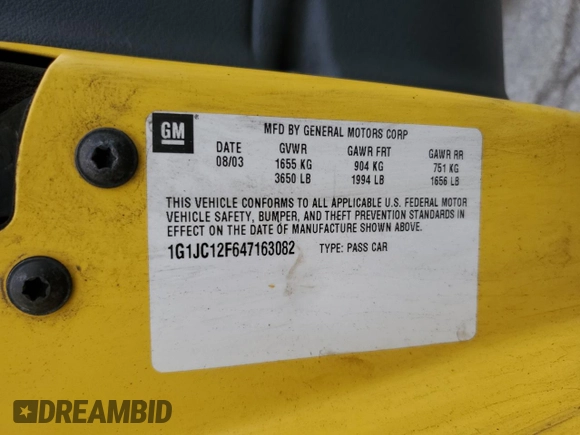 GM
MFD BY GENERAL MOTORS CORP
DATE GVWR GAWR FRT GAWR RR
08/03 1655 KG 904 KG 751 KG
3650 LB 1994 LB 1656 LB
THIS VEHICLE CONFORMS TO ALL APPLICABLE U.S. FEDERAL MOTOR
VEHICLE SAFETY, BUMPER, AND THEFT PREVENTION STANDARDS IN
EFFECT ON THE DATE OF MANUFACTURE SHOWN ABOVE.
1G1JC12F647163082 TYPE: PASS CAR
DREAMBID